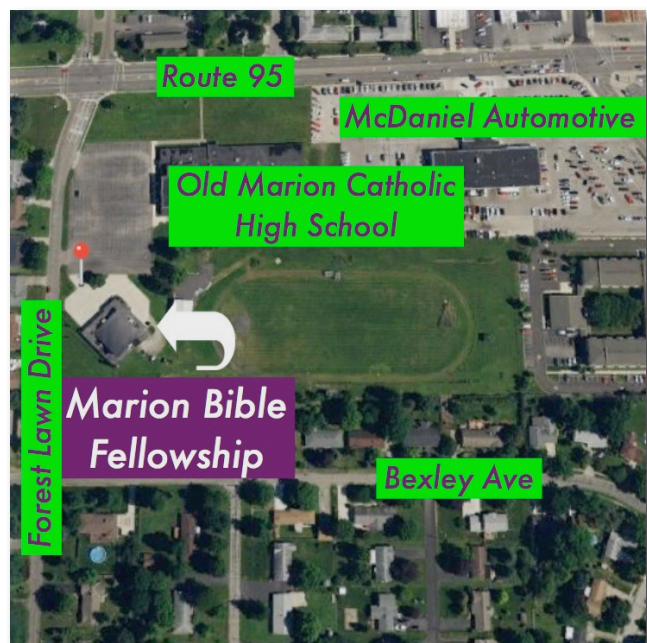 Route 95
McDaniel Automotive
Old Marion Catholic
High School
Forest Lawn Drive
Marion Bible
Fellowship
Bexley Ave